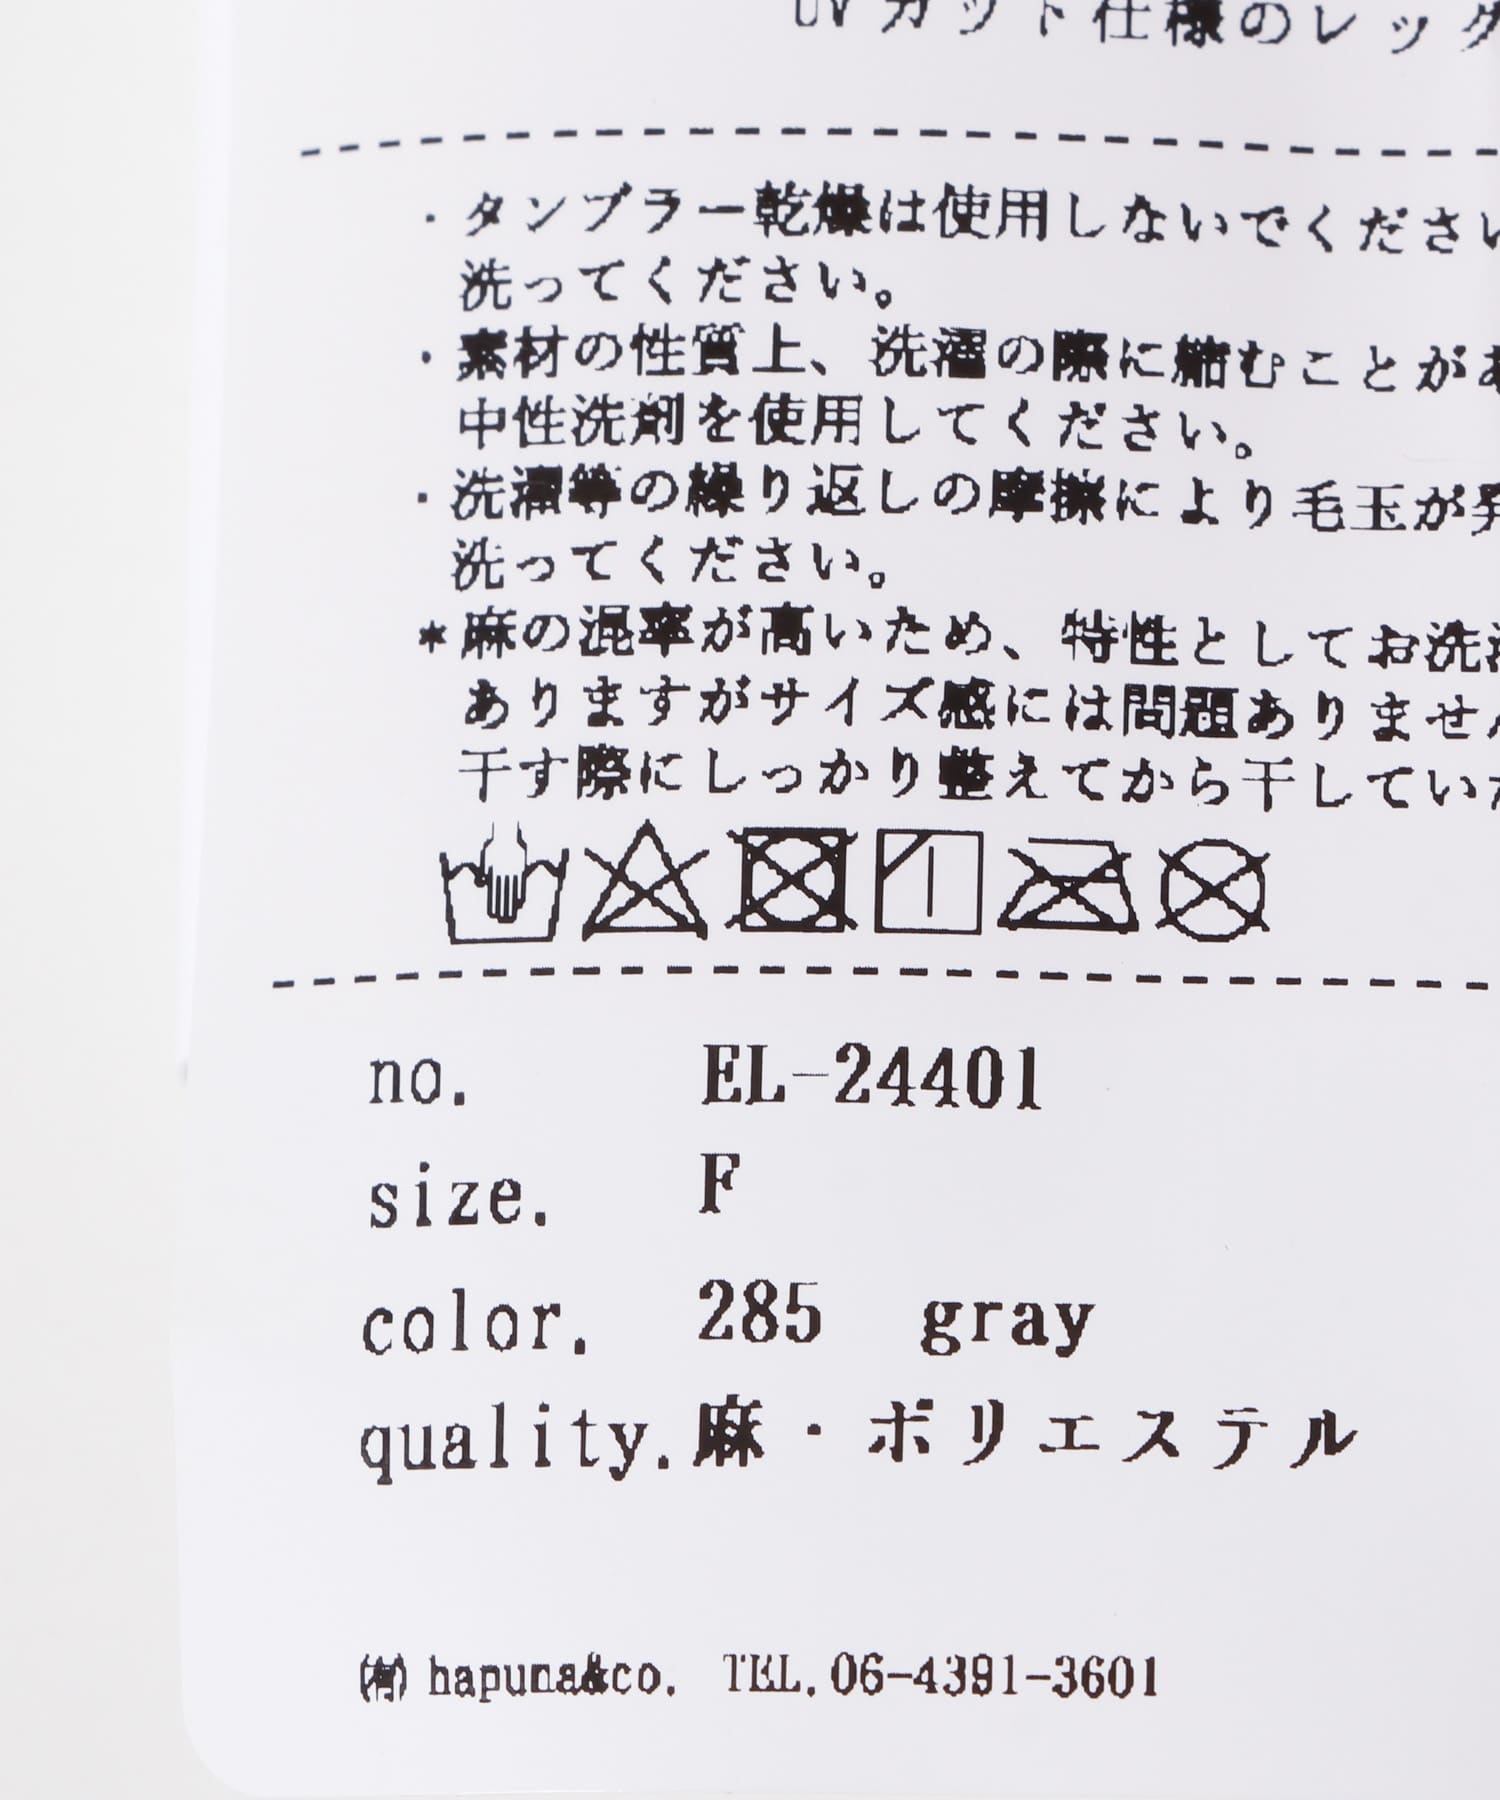 UVカット仕様のレッグ
・タンブラー乾燥は使用しないでください
洗ってください。
・素材の性質上、洗濯の際に縮むことがあ
中性洗剤を使用してください。
・洗濯等の繰り返しの摩擦により毛玉が発
洗ってください。
*麻の混率が高いため、特性としてお洗濯
ありますがサイズ感には問題ありません
干す際にしっかり整えてから干していた
no. EL-24401
size. F
color. 285 gray
quality. 麻・ポリエステル
㈲ hapuna&co. TEL.06-4391-3601